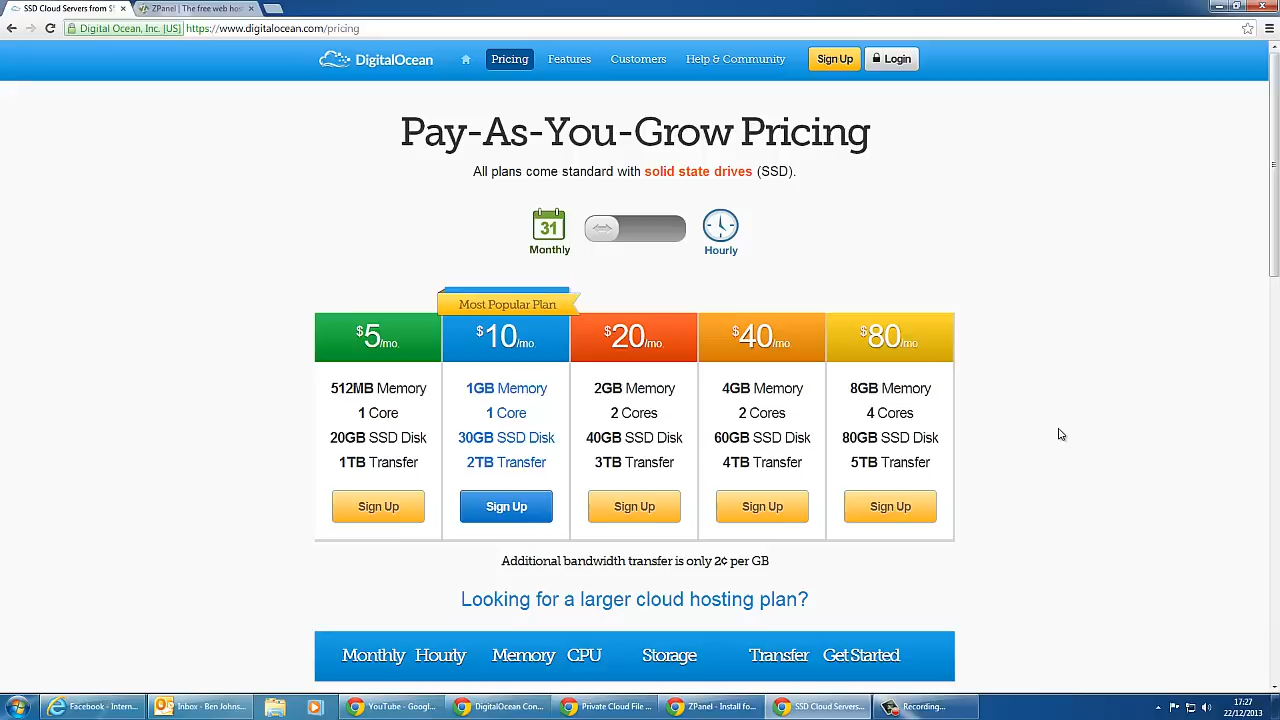 SSD Cloud Servers from $
ZPanel | The free web hos
Digital Ocean, Inc. [US]
https://www.digitalocean.com/pricing
DigitalOcean
Pricing
Features
Customers
Help & Community
Sign Up
Login
Pay-As-You-Grow Pricing
All plans come standard with solid state drives (SSD).
31
Monthly
Hourly
Most Popular Plan
$5/mo.
$10/mo.
$20/mo.
$40/mo.
$80/mo.
512MB Memory
1GB Memory
2GB Memory
4GB Memory
8GB Memory
1 Core
1 Core
2 Cores
2 Cores
4 Cores
20GB SSD Disk
30GB SSD Disk
40GB SSD Disk
60GB SSD Disk
80GB SSD Disk
1TB Transfer
2TB Transfer
3TB Transfer
4TB Transfer
5TB Transfer
Sign Up
Sign Up
Sign Up
Sign Up
Sign Up
Additional bandwidth transfer is only 2¢ per GB
Looking for a larger cloud hosting plan?
Monthly
Hourly
Memory
CPU
Storage
Transfer
Get Started
Facebook - Intern...
Inbox - Ben Johns...
YouTube - Googl...
DigitalOcean Con...
Private Cloud File ...
ZPanel - Install fo...
SSD Cloud Servers...
Recording...
17:27
22/12/2013